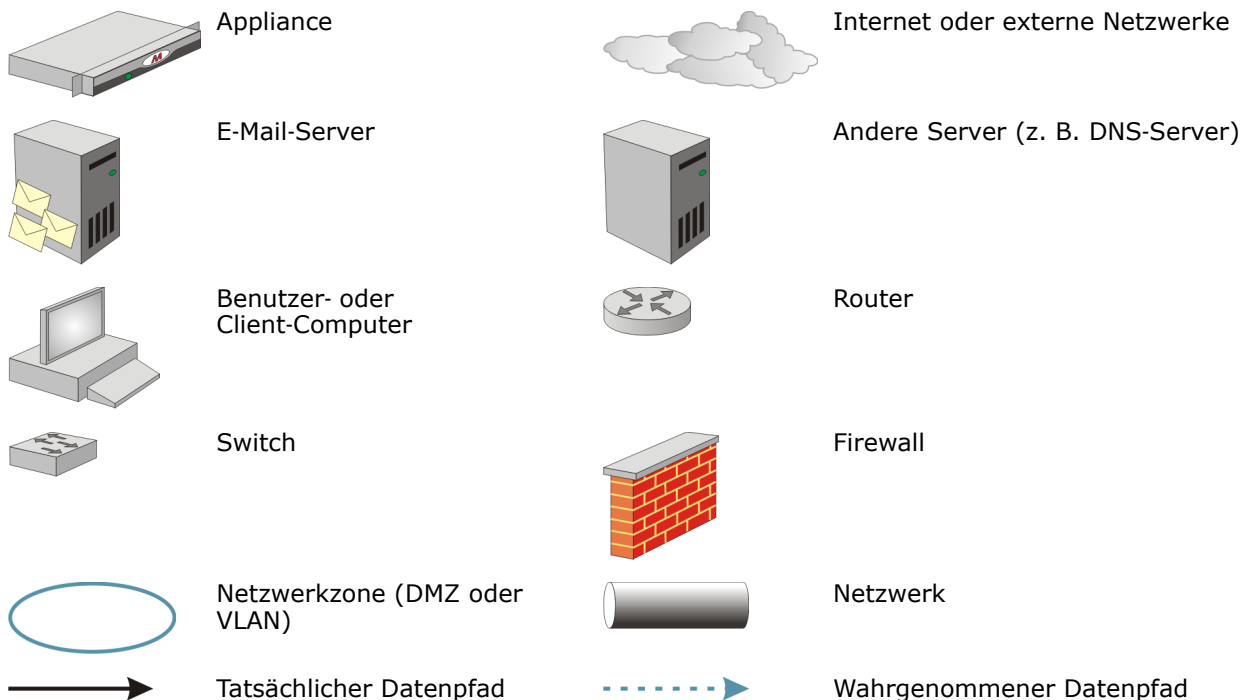 Appliance
Internet oder externe Netzwerke
E-Mail-Server
Andere Server (z. B. DNS-Server)
Benutzer- oder
Client-Computer
Router
Switch
Firewall
Netzwerkzone (DMZ oder
VLAN)
Netzwerk
Tatsächlicher Datenpfad
Wahrgenommener Datenpfad